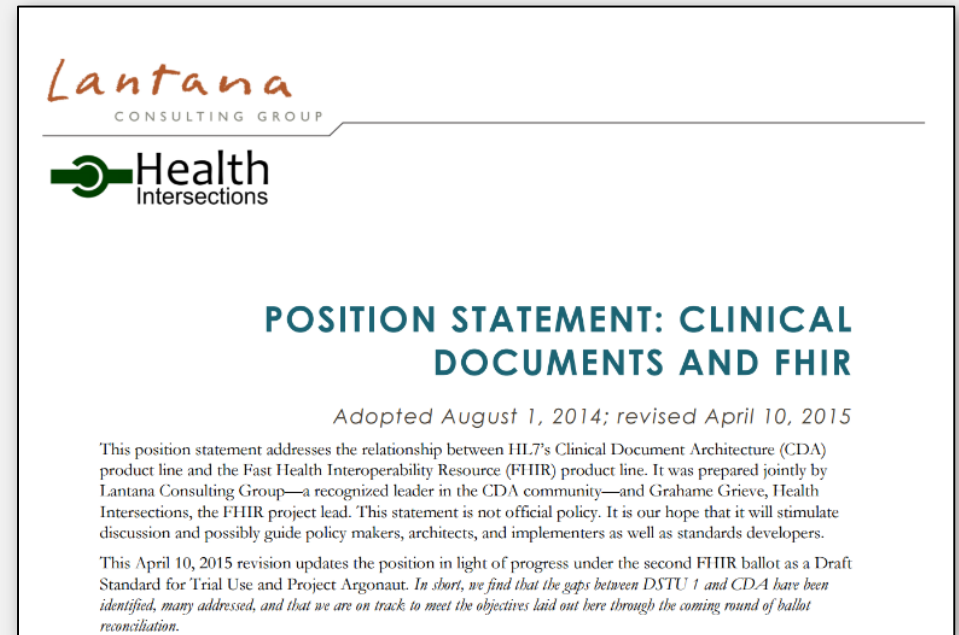 Lantana
CONSULTING GROUP
Health
Intersections
POSITION STATEMENT: CLINICAL
DOCUMENTS AND FHIR
Adopted August 1, 2014; revised April 10, 2015
This position statement addresses the relationship between HL7's Clinical Document Architecture (CDA)
product line and the Fast Health Interoperability Resource (FHIR) product line. It was prepared jointly by
Lantana Consulting Group—a recognized leader in the CDA community—and Grahame Grieve, Health
Intersections, the FHIR project lead. This statement is not official policy. It is our hope that it will stimulate
discussion and possibly guide policy makers, architects, and implementers as well as standards developers.
This April 10, 2015 revision updates the position in light of progress under the second FHIR ballot as a Draft
Standard for Trial Use and Project Argonaut. In short, we find that the gaps between DSTU 1 and CDA have been
identified, many addressed, and that we are on track to meet the objectives laid out here through the coming round of ballot
reconciliation.